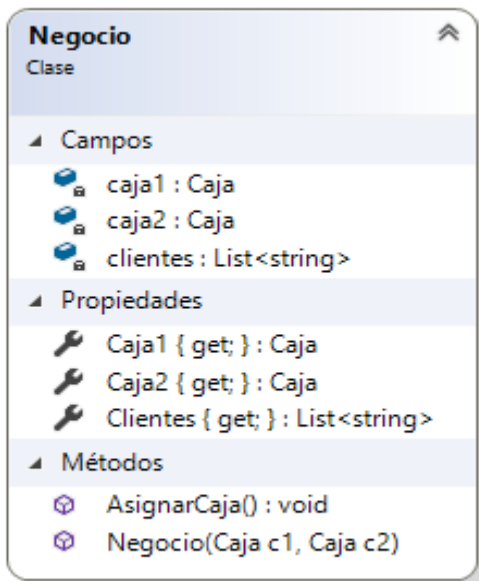 Negocio
Clase
Campos
caja1 : Caja
caja2 : Caja
clientes : List<string>
Propiedades
Caja1 { get; } : Caja
Caja2 { get; } : Caja
Clientes { get; } : List<string>
Métodos
AsignarCaja() : void
Negocio(Caja c1, Caja c2)